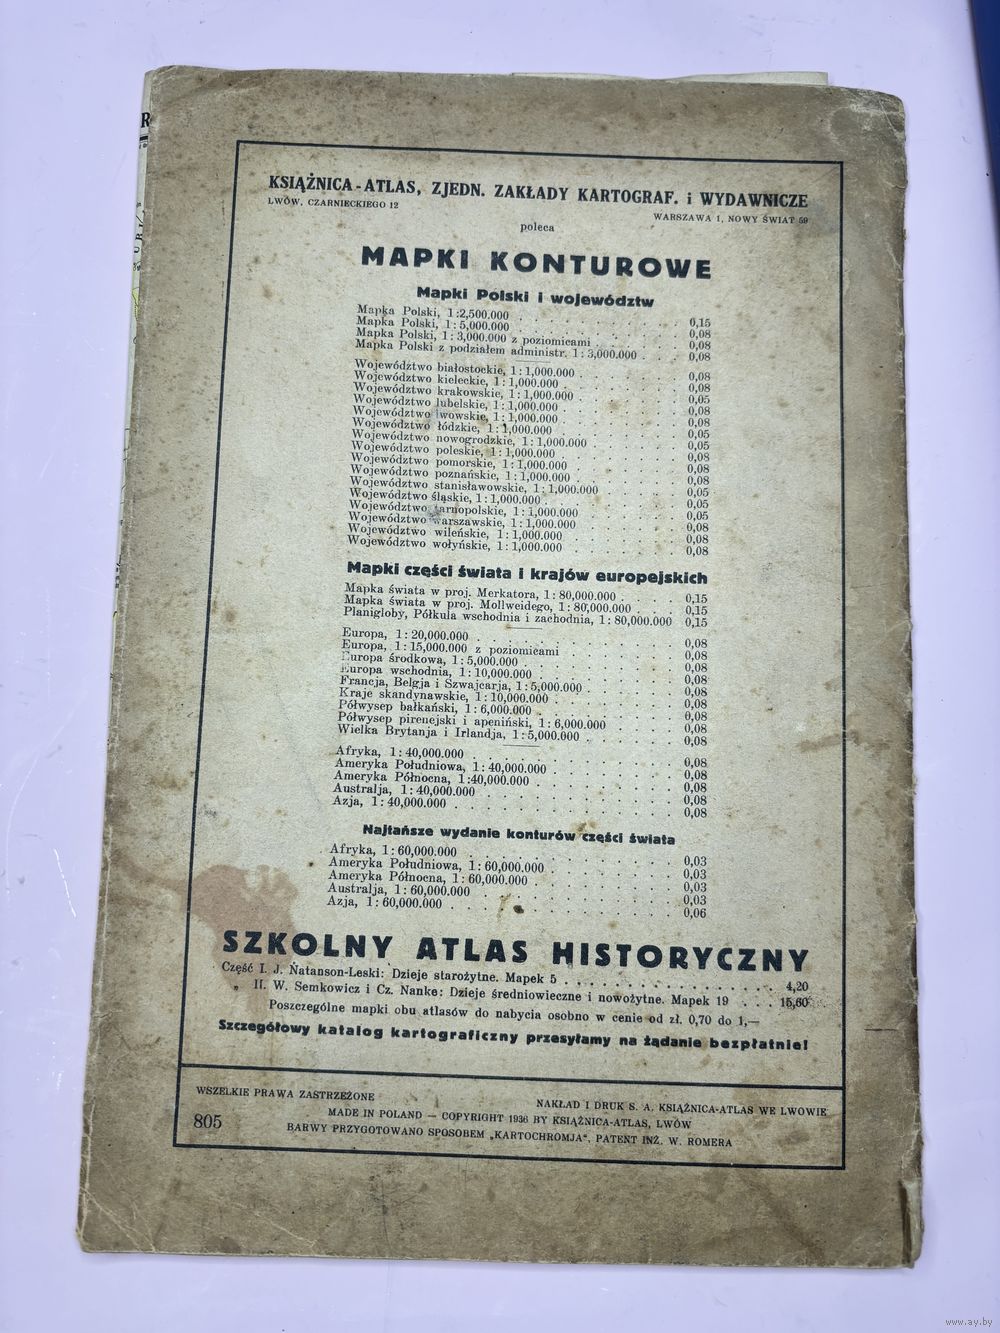 KSIĄŻNICA-ATLAS, ZJEDN. ZAKŁADY KARTOGRAF. i WYDAWNICZE
LWÓW, CZARNIECKIEGO 12
WARSZAWA 1, NOWY ŚWIAT 59
poleca
MAPKI KONTUROWE
Mapki Polski i województw
Mapka Polski, 1:2,500.000 . . . . . . 0,15
Mapka Polski, 1:5,000.000 . . . . . . 0,08
Mapka Polski, 1:3,000.000 z poziomicami . . . 0,08
Mapka Polski z podziałem administr. 1:3,000.000 . . . 0,08
Województwo białostockie, 1:1,000.000 . . . . . . 0,08
Województwo kieleckie, 1:1,000.000 . . . . . . 0,08
Województwo krakowskie, 1:1,000.000 . . . . . . 0,05
Województwo lubelskie, 1:1,000.000 . . . . . . 0,08
Województwo lwowskie, 1:1,000.000 . . . . . . 0,08
Województwo łódzkie, 1:1,000.000 . . . . . . 0,05
Województwo nowogrodzkie, 1:1,000.000 . . . . . . 0,05
Województwo poleskie, 1:1,000.000 . . . . . . 0,08
Województwo pomorskie, 1:1,000.000 . . . . . . 0,08
Województwo poznańskie, 1:1,000.000 . . . . . . 0,08
Województwo stanisławowskie, 1:1,000.000 . . . . . . 0,05
Województwo śląskie, 1:1,000.000 . . . . . . 0,05
Województwo tarnopolskie, 1:1,000.000 . . . . . . 0,05
Województwo warszawskie, 1:1,000.000 . . . . . . 0,08
Województwo wileńskie, 1:1,000.000 . . . . . . 0,08
Województwo wołyńskie, 1:1,000.000 . . . . . . 0,08
Mapki części świata i krajów europejskich
Mapka świata w proj. Merkatora, 1:80,000.000 . . . . 0,15
Mapka świata w proj. Mollweidego, 1:80,000.000 . . . 0,15
Planigloby, Półkula wschodnia i zachodnia, 1:80,000.000 0,15
Europa, 1:20,000.000 . . . . . . 0,08
Europa, 1:15,000.000 z poziomicami . . . . . . 0,08
Europa środkowa, 1:5,000.000 . . . . . . 0,08
Europa wschodnia, 1:10,000.000 . . . . . . 0,08
Francja, Belgja i Szwajcarja, 1:5,000.000 . . . . . . 0,08
Kraje skandynawskie, 1:10,000.000 . . . . . . 0,08
Półwysep bałkański, 1:6,000.000 . . . . . . 0,08
Półwysep pirenejski i apeniński, 1:6,000.000 . . . . . . 0,08
Wielka Brytanja i Irlandja, 1:5,000.000 . . . . . . 0,08
Afryka, 1:40,000.000 . . . . . . 0,08
Ameryka Południowa, 1:40,000.000 . . . . . . 0,08
Ameryka Północna, 1:40,000.000 . . . . . . 0,08
Australja, 1:40,000.000 . . . . . . 0,08
Azja, 1:40,000.000 . . . . . . 0,08
Najtańsze wydanie konturów części świata
Afryka, 1:60,000.000 . . . . . . 0,03
Ameryka Południowa, 1:60,000.000 . . . . . . 0,03
Ameryka Północna, 1:60,000.000 . . . . . . 0,03
Australja, 1:60,000.000 . . . . . . 0,03
Azja, 1:60,000.000 . . . . . . 0,06
SZKOLNY ATLAS HISTORYCZNY
Część I. J. Natanson-Leski: Dzieje starożytne. Mapek 5 . . . . . . 4,20
„ II. W. Semkowicz i Cz. Nanke: Dzieje średniowieczne i nowożytne. Mapek 19 . . . 15,60
Poszczególne mapki obu atlasów do nabycia osobno w cenie od zł. 0,70 do 1,—
Szczegółowy katalog kartograficzny przesyłamy na żądanie bezpłatnie!
WSZELKIE PRAWA ZASTRZEŻONE
NAKŁAD I DRUK S. A. KSIĄŻNICA-ATLAS WE LWOWIE
MADE IN POLAND — COPYRIGHT 1936 BY KSIĄŻNICA-ATLAS, LWÓW
805
BARWY PRZYGOTOWANO SPOSOBEM „KARTOCHROMJA“, PATENT INŻ. W. ROMERA
www.ay.by